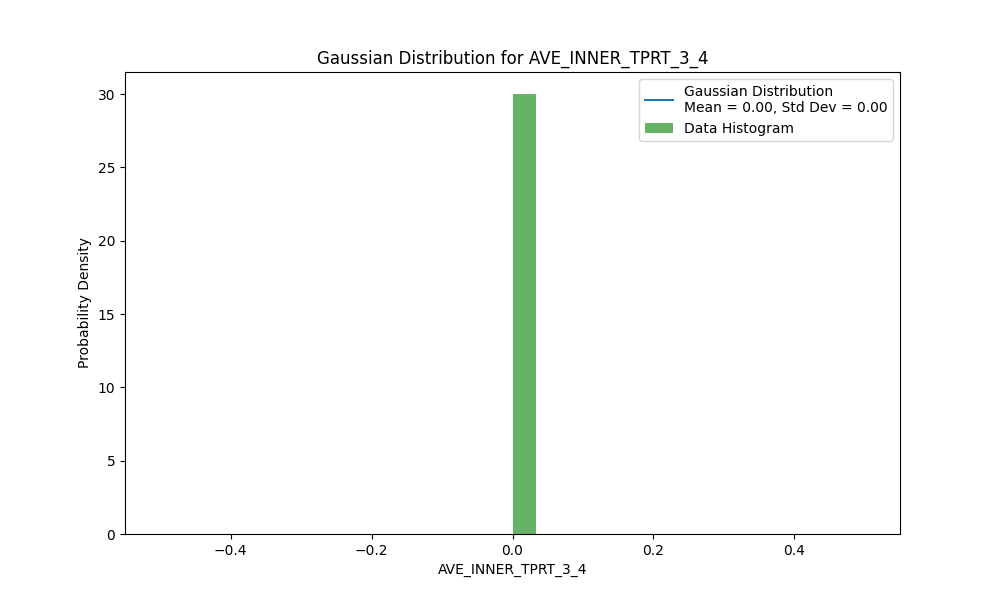 Gaussian Distribution for AVE_INNER_TPRT_3_4
Gaussian Distribution
Mean = 0.00, Std Dev = 0.00
Data Histogram
30
25
20
15
10
5
0
Probability Density
−0.4
−0.2
0.0
0.2
0.4
AVE_INNER_TPRT_3_4